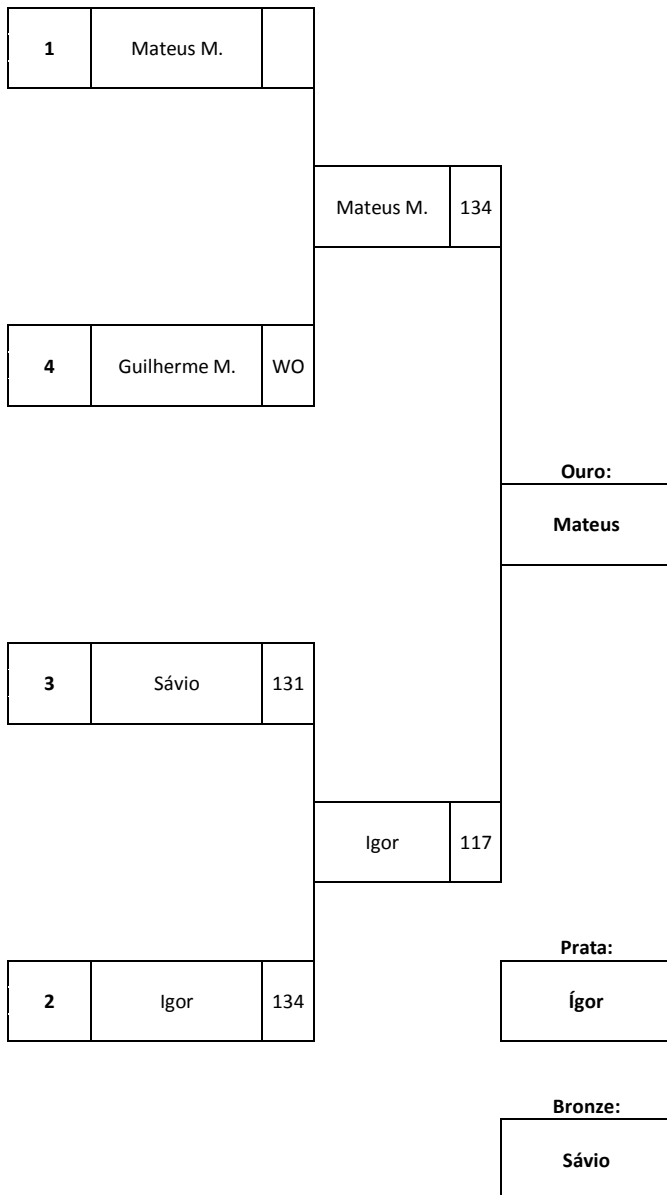 1 Mateus M.
Mateus M. 134
4 Guilherme M. WO
Ouro:
Mateus
3 Sávio 131
Igor 117
Prata:
2 Igor 134
Ígor
Bronze:
Sávio